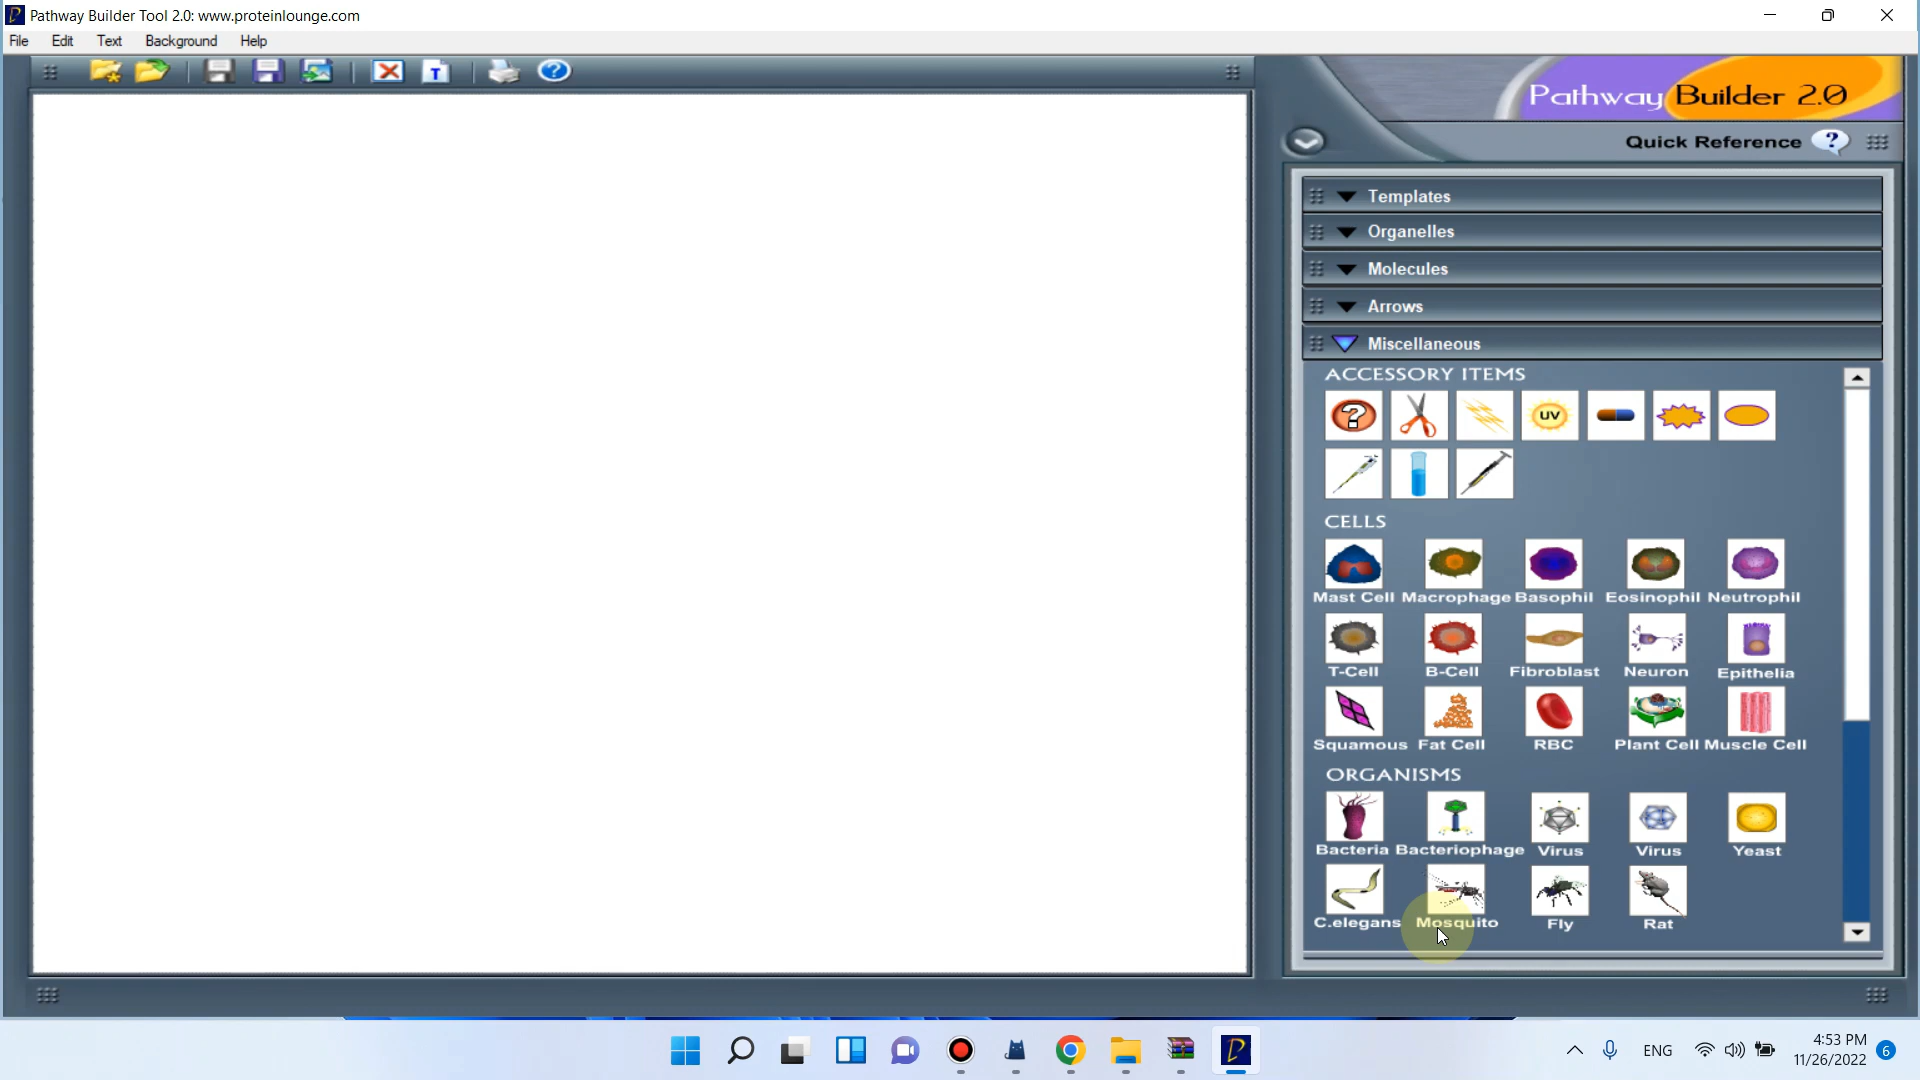 Pathway Builder Tool 2.0: www.proteinlounge.com
File Edit Text Background Help
T
Pathway Builder 2.0
Quick Reference ?
Templates
Organelles
Molecules
Arrows
Miscellaneous
ACCESSORY ITEMS
? UV
CELLS
Mast Cell Macrophage Basophil Eosinophil Neutrophil
T-Cell B-Cell Fibroblast Neuron Epithelia
Squamous Fat Cell RBC Plant Cell Muscle Cell
ORGANISMS
Bacteria Bacteriophage Virus Virus Yeast
C.elegans Mosquito Fly Rat
ENG 4:53 PM
11/26/2022 6